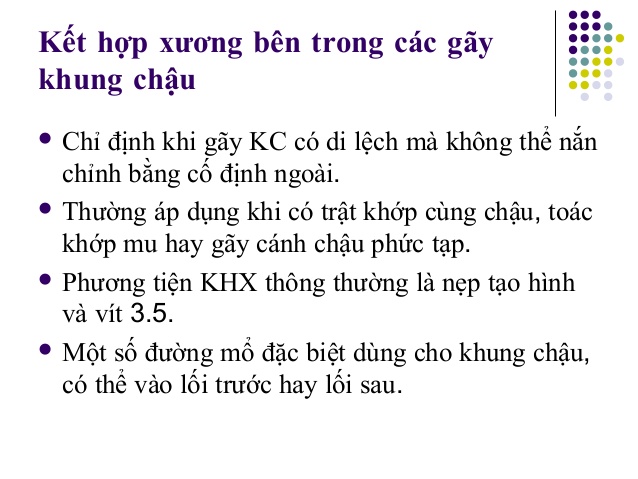 Kết hợp xương bên trong các gãy
khung chậu
Chỉ định khi gãy KC có di lệch mà không thể nắn
chỉnh bằng cố định ngoài.
Thường áp dụng khi có trật khớp cùng chậu, toác
khớp mu hay gãy cánh chậu phức tạp.
Phương tiện KHX thông thường là nẹp tạo hình
và vít 3.5.
Một số đường mổ đặc biệt dùng cho khung chậu,
có thể vào lối trước hay lối sau.